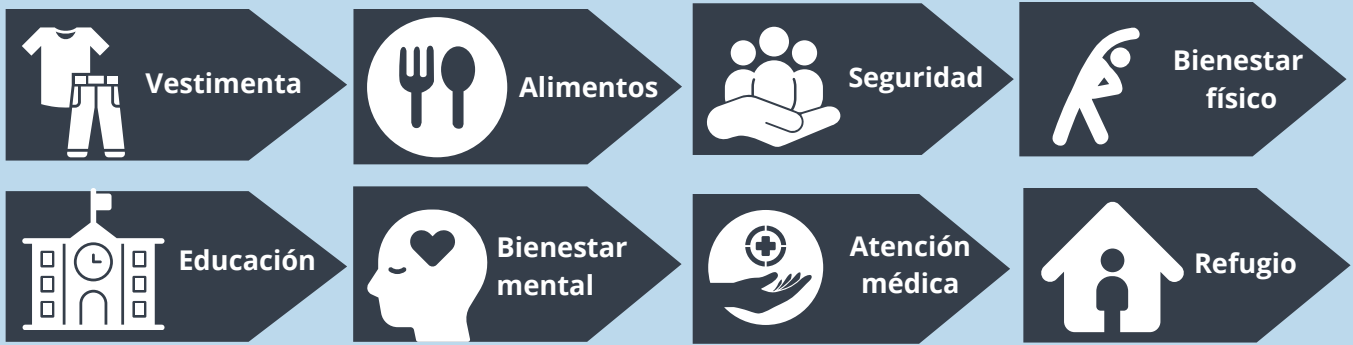 Vestimenta
Alimentos
Seguridad
Bienestar
físico
Educación
Bienestar
mental
Atención
médica
Refugio